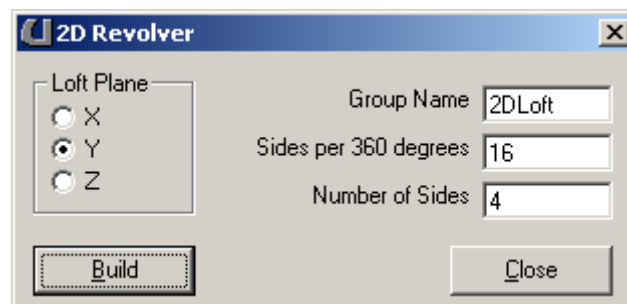 2D Revolver
Loft Plane
X
Y
Z
Group Name 2DLoft
Sides per 360 degrees 16
Number of Sides 4
Build
Close